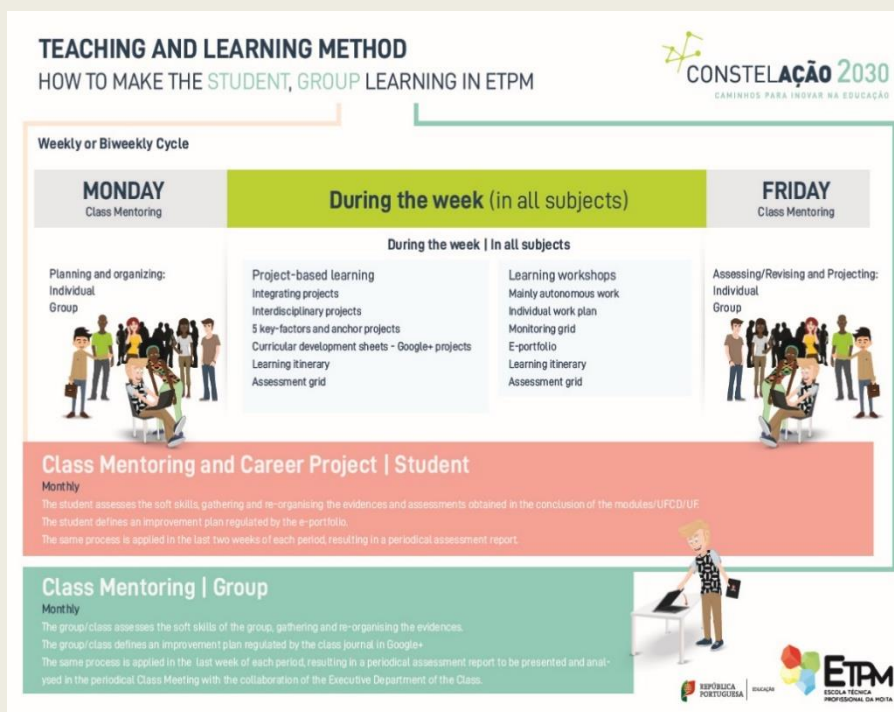 TEACHING AND LEARNING METHOD
HOW TO MAKE THE STUDENT, GROUP LEARNING IN ETPM
CONSTELAÇÃO 2030
CAMINHOS PARA INOVAR NA EDUCAÇÃO
Weekly or Biweekly Cycle
MONDAY
Class Mentoring
During the week (in all subjects)
FRIDAY
Class Mentoring
During the week | In all subjects
Planning and organizing:
Individual
Group
Project-based learning
Integrating projects
Interdisciplinary projects
5 key-factors and anchor projects
Curricular development sheets - Google+ projects
Learning itinerary
Assessment grid
Learning workshops
Mainly autonomous work
Individual work plan
Monitoring grid
E-portfolio
Learning itinerary
Assessment grid
Assessing/Revising and Projecting:
Individual
Group
Class Mentoring and Career Project | Student
Monthly
The student assesses the soft skills, gathering and re-organising the evidences and assessments obtained in the conclusion of the modules/UFCD/UF.
The student defines an improvement plan regulated by the e-portfolio.
The same process is applied in the last two weeks of each period, resulting in a periodical assessment report.
Class Mentoring | Group
Monthly
The group/class assesses the soft skills of the group, gathering and re-organising the evidences.
The group/class defines an improvement plan regulated by the class journal in Google+
The same process is applied in the last week of each period, resulting in a periodical assessment report to be presented and anal-
ysed in the periodical Class Meeting with the collaboration of the Executive Department of the Class.
REPÚBLICA
PORTUGUESA
EDUCAÇÃO
ETPM
ESCOLA TÉCNICA
PROFISSIONAL DA MOITA